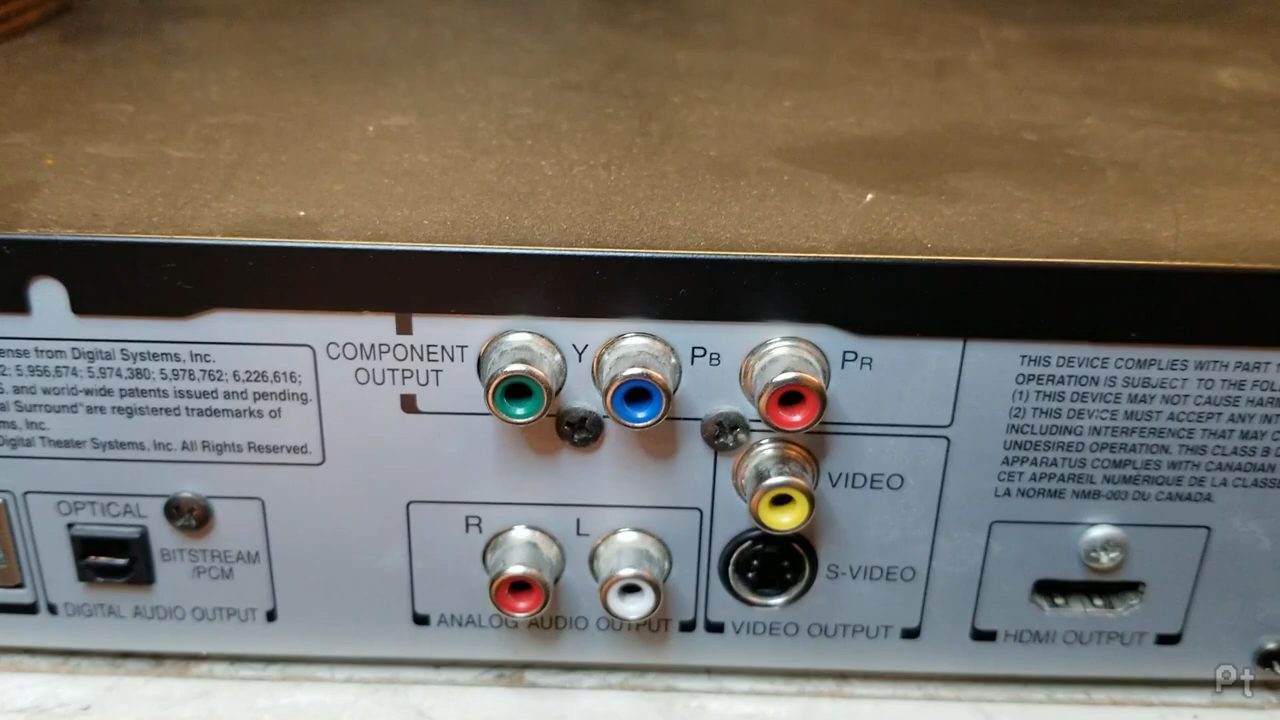 ense from Digital Systems, Inc.
2; 5,956,674; 5,974,380; 5,978,762; 6,226,616;
S. and world-wide patents issued and pending.
al Surround" are registered trademarks of
ms, Inc.
Digital Theater Systems, Inc. All Rights Reserved.
COMPONENT
OUTPUT
Y
PB
PR
THIS DEVICE COMPLIES WITH PART 1
OPERATION IS SUBJECT TO THE FOL
(1) THIS DEVICE MAY NOT CAUSE HARM
(2) THIS DEVICE MUST ACCEPT ANY INT
INCLUDING INTERFERENCE THAT MAY C
UNDESIRED OPERATION. THIS CLASS B D
APPARATUS COMPLIES WITH CANADIAN
CET APPAREIL NUMÉRIQUE DE LA CLASSE
LA NORME NMB-003 DU CANADA.
OPTICAL
BITSTREAM
/PCM
DIGITAL AUDIO OUTPUT
R
L
ANALOG AUDIO OUTPUT
VIDEO
S-VIDEO
VIDEO OUTPUT
HDMI OUTPUT
Pt